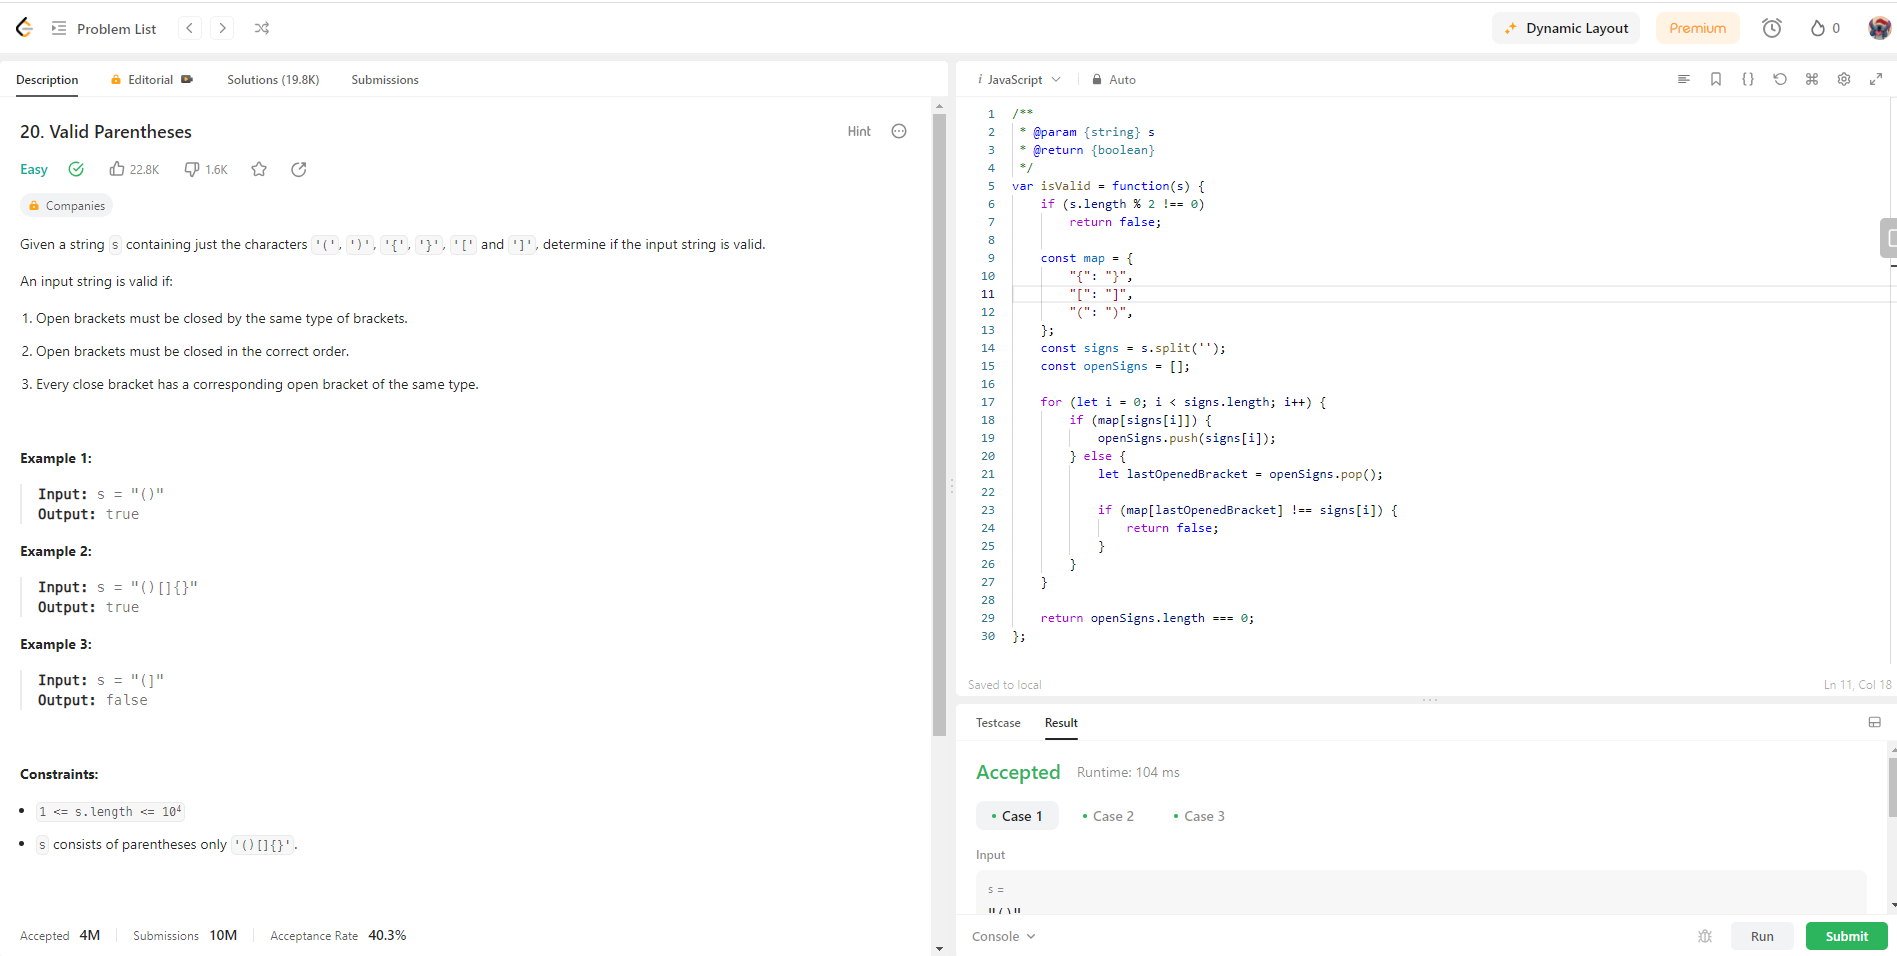 Problem List
Dynamic Layout
Premium
0
Description
Editorial
Solutions (19.8K)
Submissions
20. Valid Parentheses
Hint
Easy
22.8K
1.6K
Companies
Given a string s containing just the characters '(', ')', '{', '}', '[' and ']', determine if the input string is valid.
An input string is valid if:
1. Open brackets must be closed by the same type of brackets.
2. Open brackets must be closed in the correct order.
3. Every close bracket has a corresponding open bracket of the same type.
Example 1:
Input: s = "()"
Output: true
Example 2:
Input: s = "()[]{}"
Output: true
Example 3:
Input: s = "(]"
Output: false
Constraints:
1 <= s.length <= 10⁴
s consists of parentheses only '()[]{}'.
Accepted 4M
Submissions 10M
Acceptance Rate 40.3%
i JavaScript
Auto
1 /**
2  * @param {string} s
3  * @return {boolean}
4  */
5 var isValid = function(s) {
6     if (s.length % 2 !== 0)
7         return false;
8
9     const map = {
10         "{": "}",
11         "[": "]",
12         "(": ")",
13     };
14     const signs = s.split('');
15     const openSigns = [];
16
17     for (let i = 0; i < signs.length; i++) {
18         if (map[signs[i]]) {
19             openSigns.push(signs[i]);
20         } else {
21             let lastOpenedBracket = openSigns.pop();
22
23             if (map[lastOpenedBracket] !== signs[i]) {
24                 return false;
25             }
26         }
27     }
28
29     return openSigns.length === 0;
30 };
Saved to local
Ln 11, Col 18
Testcase
Result
Accepted
Runtime: 104 ms
Case 1
Case 2
Case 3
Input
s =
"()"
Console
Run
Submit